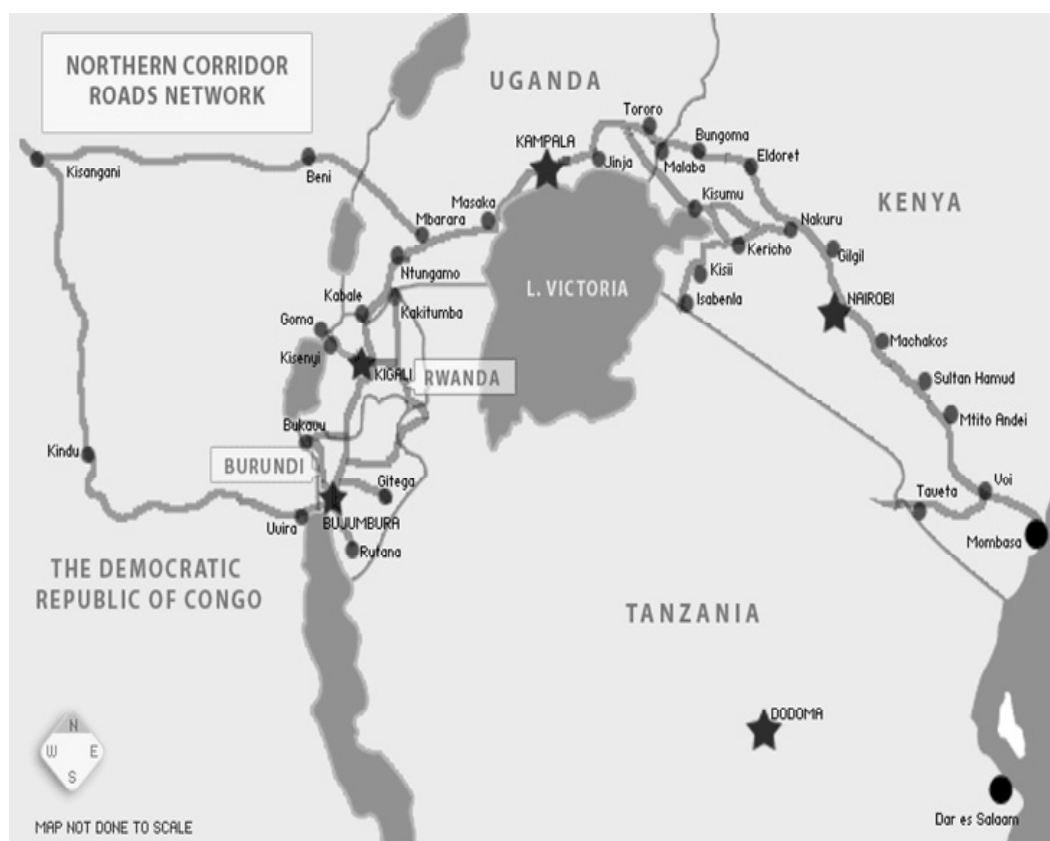 NORTHERN CORRIDOR
ROADS NETWORK
UGANDA
Tororo
KAMPALA
Bungoma
Jinja
Malaba
Eldoret
Kisangani
Beni
Masaka
Kisumu
KENYA
Mbarara
Nakuru
Kericho
Gilgil
Ntungamo
Kisii
L. VICTORIA
Isabenla
NAIROBI
Kabale
Kakitumba
Goma
Machakos
Kisenyi
KIGALI
RWANDA
Sultan Hamud
Mtito Andei
Bukavu
Kindu
BURUNDI
Gitega
Voi
Taveta
BUJUMBURA
Uvira
Mombasa
Rutana
THE DEMOCRATIC
REPUBLIC OF CONGO
TANZANIA
DODOMA
N
W E
S
MAP NOT DONE TO SCALE
Dar es Salaam